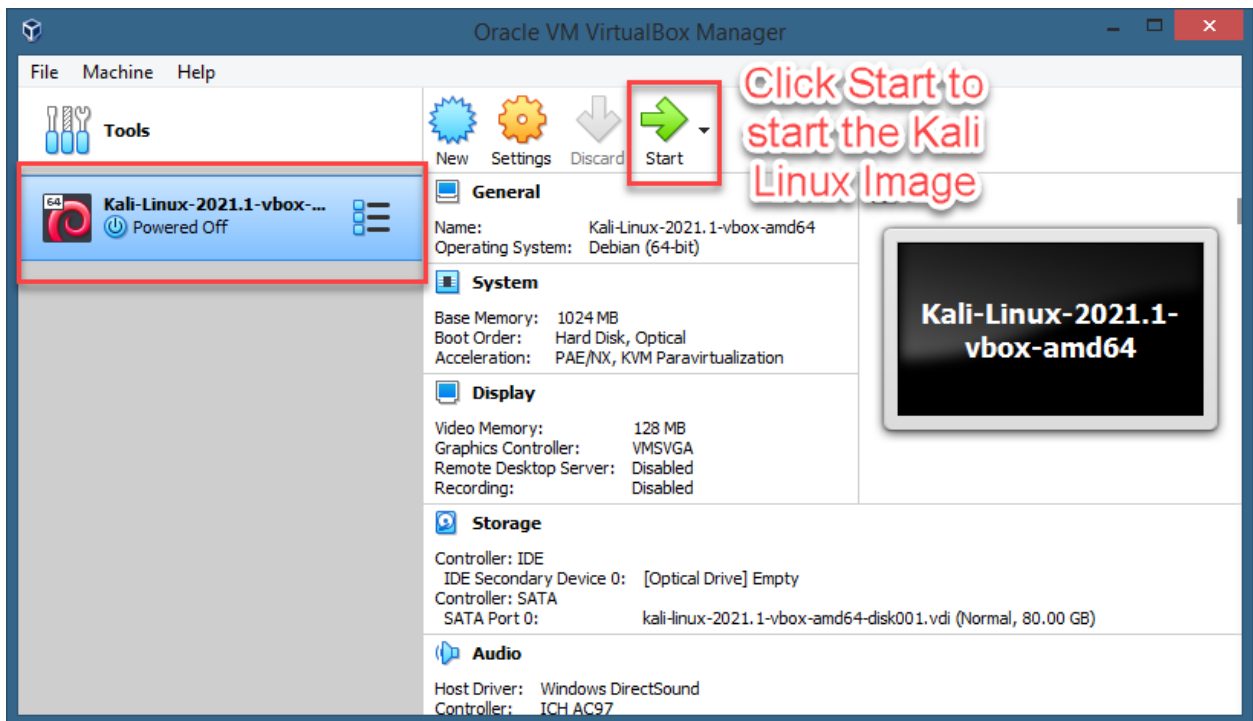 Oracle VM VirtualBox Manager
File Machine Help
Tools
64
Kali-Linux-2021.1-vbox-...
Powered Off
New Settings Discard Start
Click Start to
start the Kali
Linux Image
General
Name: Kali-Linux-2021.1-vbox-amd64
Operating System: Debian (64-bit)
System
Base Memory: 1024 MB
Boot Order: Hard Disk, Optical
Acceleration: PAE/NX, KVM Paravirtualization
Kali-Linux-2021.1-
vbox-amd64
Display
Video Memory: 128 MB
Graphics Controller: VMSVGA
Remote Desktop Server: Disabled
Recording: Disabled
Storage
Controller: IDE
IDE Secondary Device 0: [Optical Drive] Empty
Controller: SATA
SATA Port 0: kali-linux-2021.1-vbox-amd64-disk001.vdi (Normal, 80.00 GB)
Audio
Host Driver: Windows DirectSound
Controller: ICH AC97